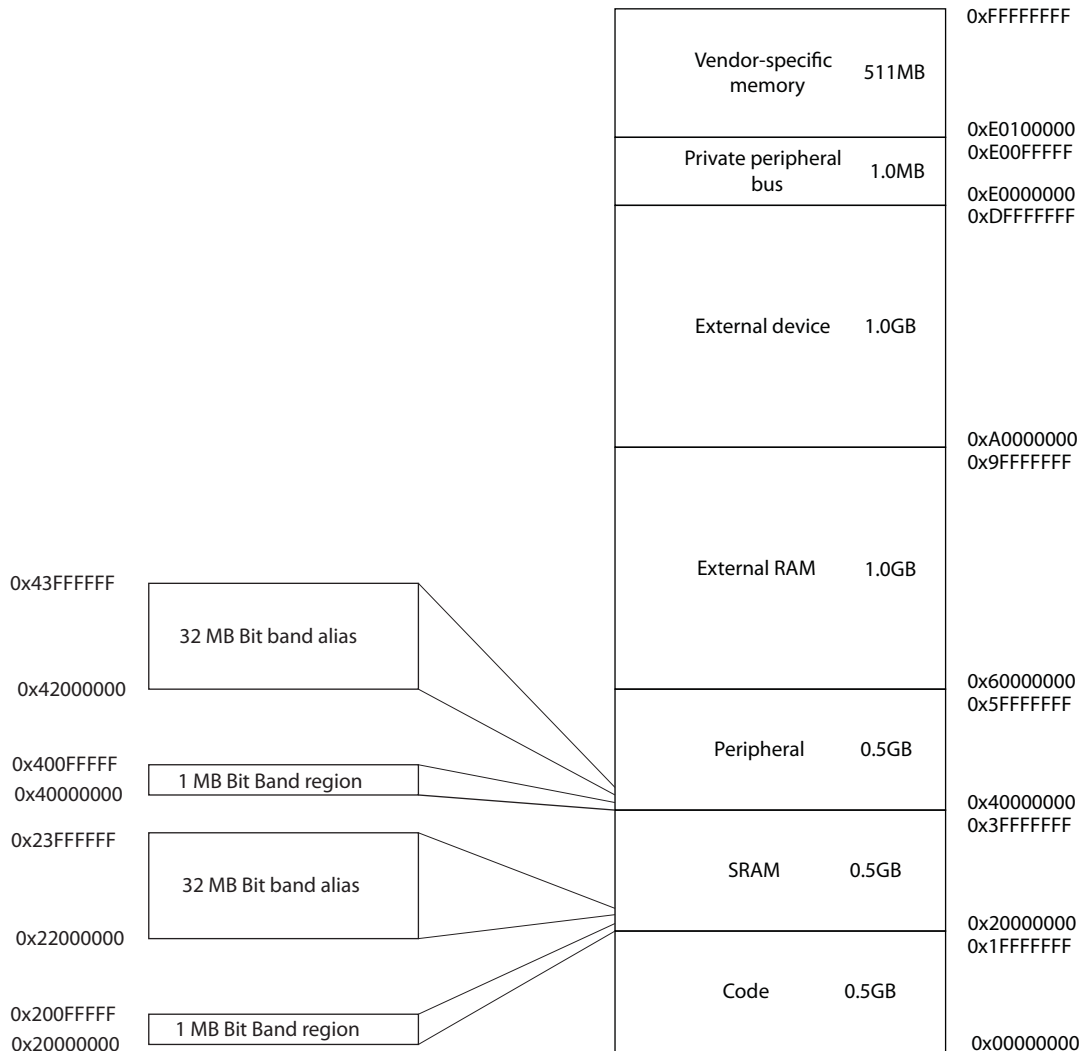 0xFFFFFFFF
Vendor-specific
memory
511MB
0xE0100000
0xE00FFFFF
Private peripheral
bus
1.0MB
0xE0000000
0xDFFFFFFF
External device
1.0GB
0xA0000000
0x9FFFFFFF
External RAM
1.0GB
0x60000000
0x5FFFFFFF
Peripheral
0.5GB
0x40000000
0x3FFFFFFF
SRAM
0.5GB
0x20000000
0x1FFFFFFF
Code
0.5GB
0x00000000
0x43FFFFFF
32 MB Bit band alias
0x42000000
0x400FFFFF
1 MB Bit Band region
0x40000000
0x23FFFFFF
32 MB Bit band alias
0x22000000
0x200FFFFF
1 MB Bit Band region
0x20000000